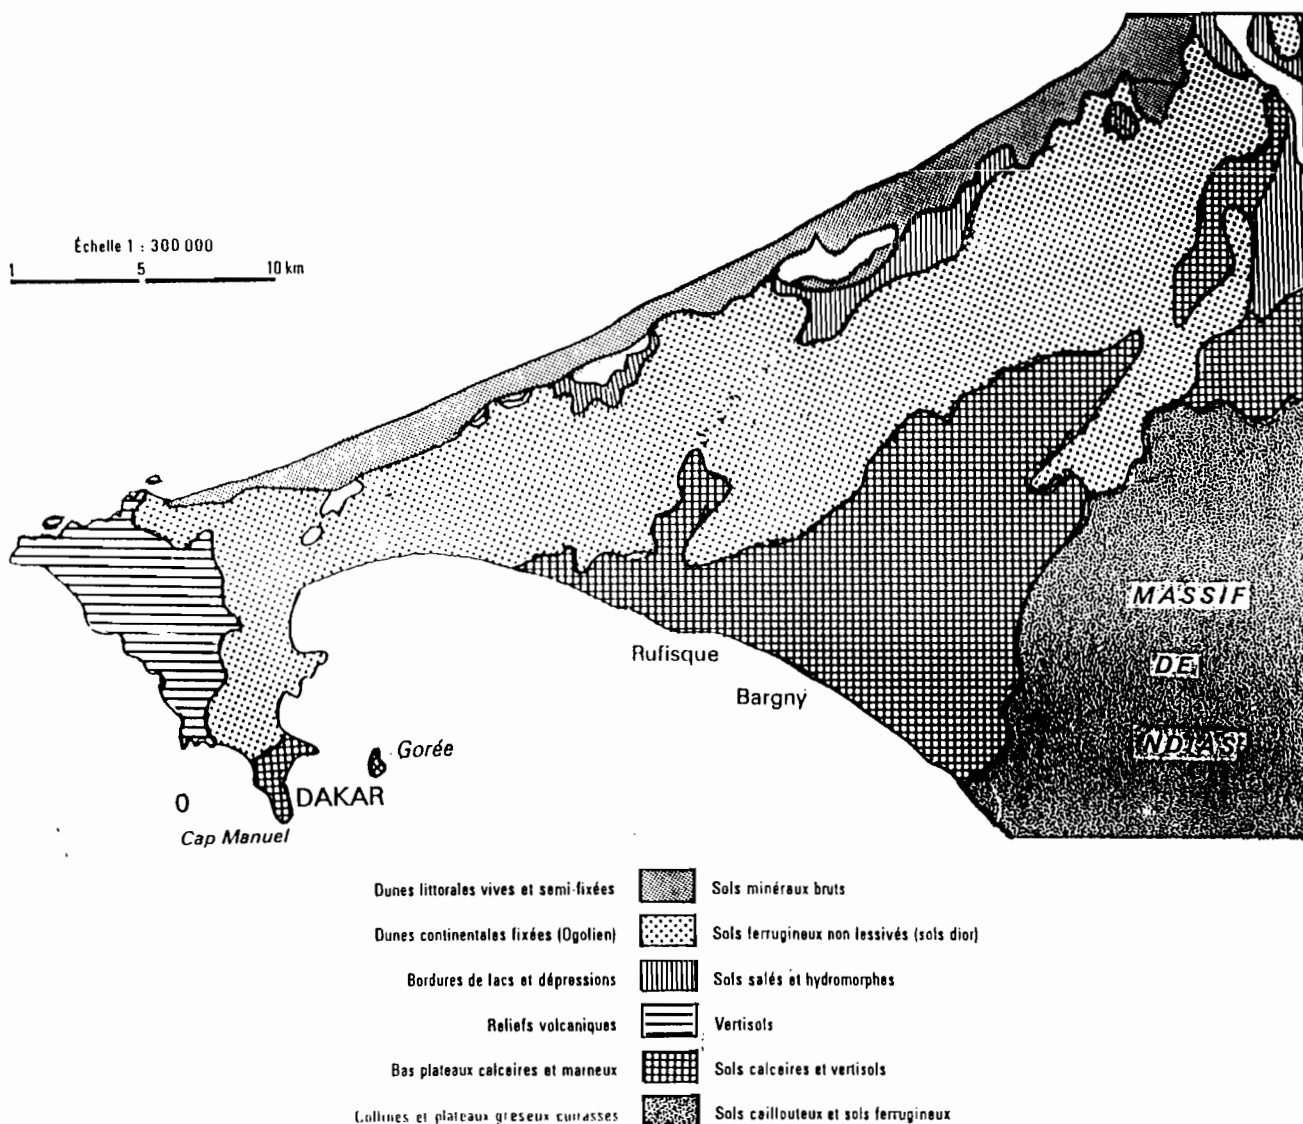 Échelle 1 : 300 000
1 5 10 km
MASSIF
DE
NDIAS
Rufisque
Bargny
Gorée
DAKAR
Cap Manuel
Dunes littorales vives et semi-fixées Sols minéraux bruts
Dunes continentales fixées (Ogolien) Sols ferrugineux non lessivés (sols dior)
Bordures de lacs et dépressions Sols salés et hydromorphes
Reliefs volcaniques Vertisols
Bas plateaux calcaires et marneux Sols calcaires et vertisols
Collines et plateaux gréseux cuirassés Sols caillouteux et sols ferrugineux